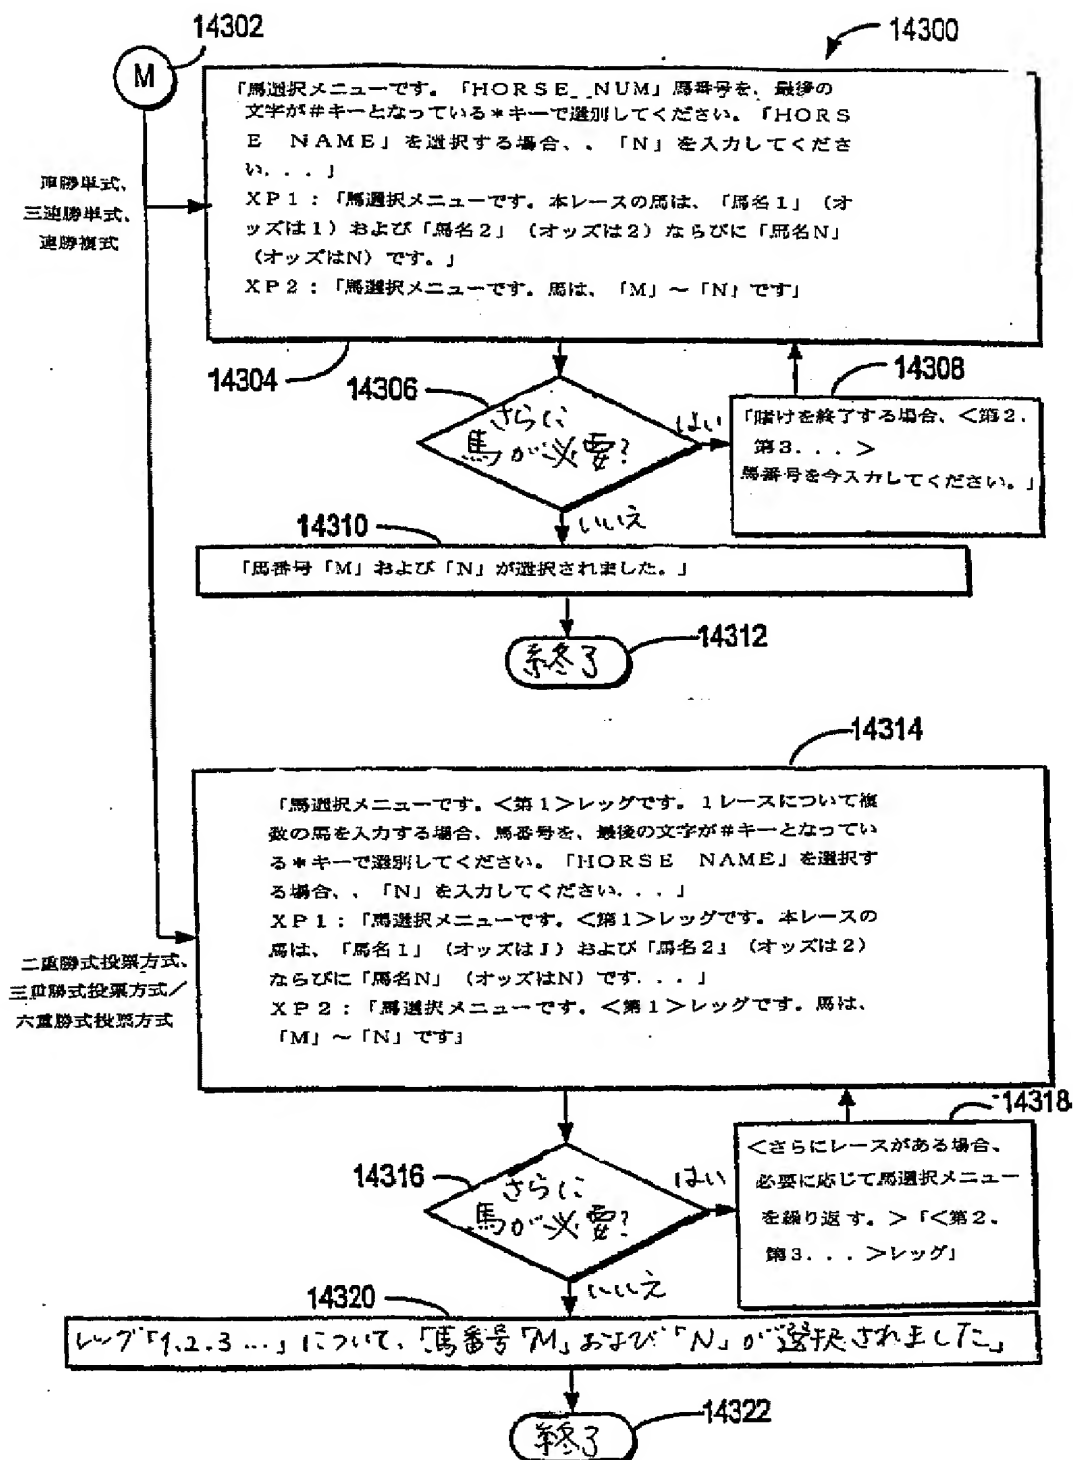 14302
14300
M
「馬選択メニューです。「HORSE__NUM」馬番号を、最後の
文字が#キーとなっている*キーで選別してください。「HORS
E NAME」を選択する場合、、「N」を入力してくださ
い...」
XP1:「馬選択メニューです。本レースの馬は、「馬名1」(オ
ッズは1)および「馬名2」(オッズは2)ならびに「馬名N」
(オッズはN)です。」
XP2:「馬選択メニューです。馬は、「M」~「N」です」
連勝単式、
三連勝単式、
連勝複式
14304
14306
さらに
馬が必要?
はい
14308
「賭けを終了する場合、<第2、
第3...>
馬番号を今入力してください。」
いいえ
14310
「馬番号「M」および「N」が選択されました。」
終了
14312
14314
「馬選択メニューです。<第1>レッグです。1レースについて複
数の馬を入力する場合、馬番号を、最後の文字が#キーとなってい
る*キーで選別してください。「HORSE NAME」を選択す
る場合、、「N」を入力してください...」
XP1:「馬選択メニューです。<第1>レッグです。本レースの
馬は、「馬名1」(オッズはJ)および「馬名2」(オッズは2)
ならびに「馬名N」(オッズはN)です...」
XP2:「馬選択メニューです。<第1>レッグです。馬は、
「M」~「N」です」
二重勝式投票方式、
三重勝式投票方式/
六重勝式投票方式
14316
さらに
馬が必要?
はい
14318
<さらにレースがある場合、
必要に応じて馬選択メニュー
を繰り返す。>「<第2、
第3...>レッグ」
いいえ
14320
レッグ「1.2.3...」について、「馬番号「M」および「N」が選択されました」
終了
14322